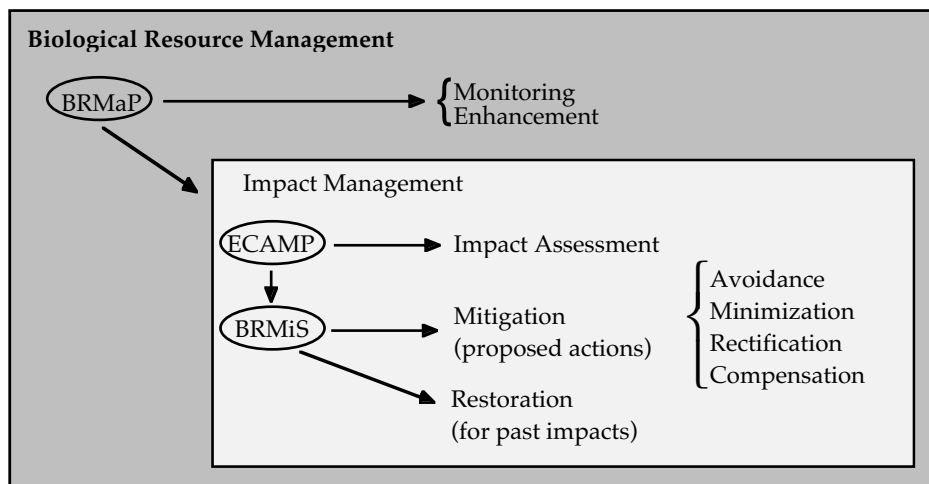 Biological Resource Management
BRMaP
Monitoring
Enhancement
Impact Management
ECAMP
Impact Assessment
BRMiS
Mitigation
(proposed actions)
Avoidance
Minimization
Rectification
Compensation
Restoration
(for past impacts)